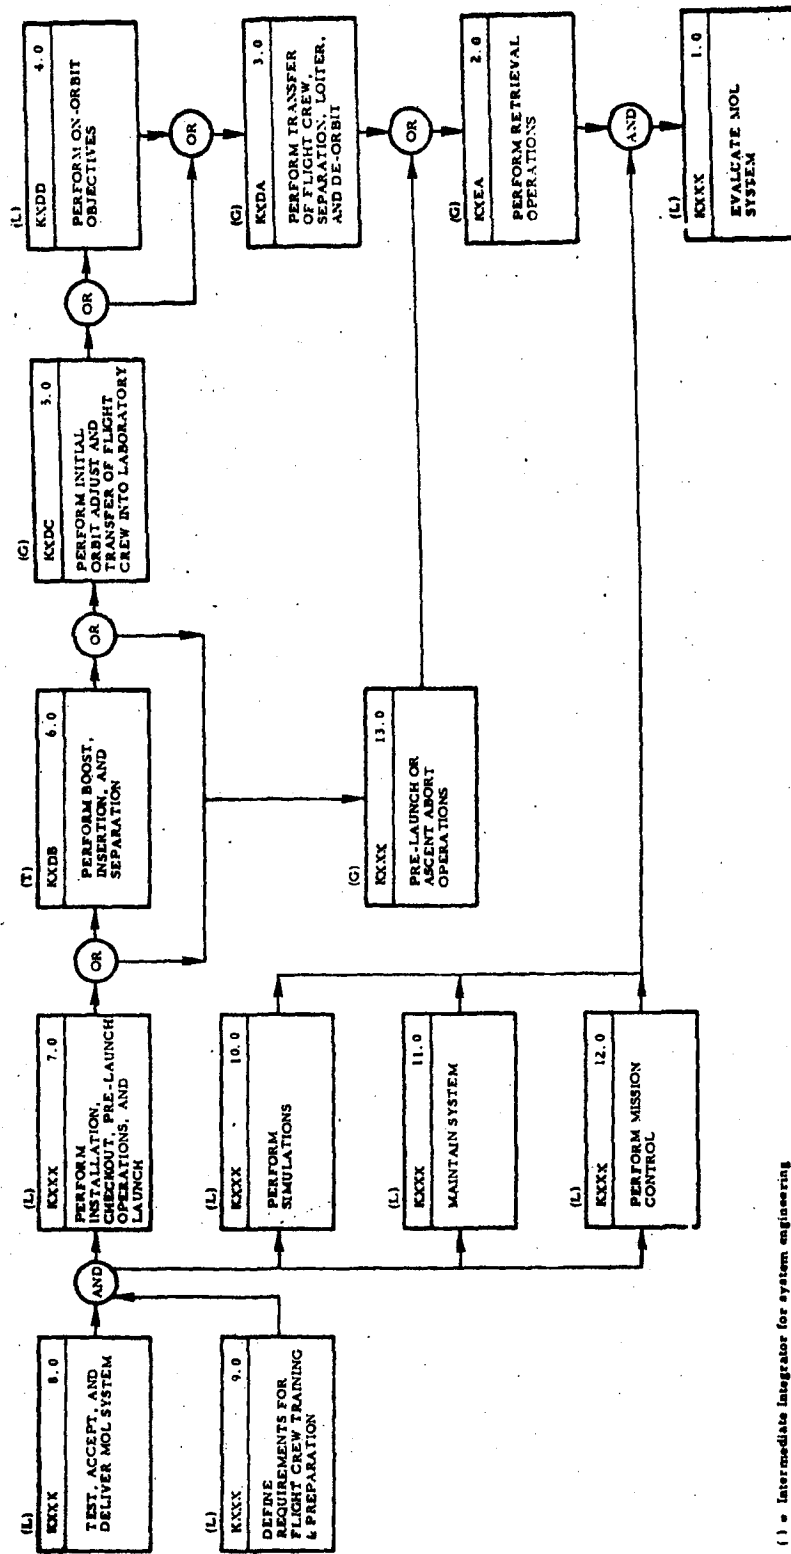 (L)
KXXX 8.0
TEST, ACCEPT, AND
DELIVER MOL SYSTEM
(L)
KXXX 9.0
DEFINE
REQUIREMENTS FOR
FLIGHT CREW TRAINING
& PREPARATION
AND
(L)
KXXX 7.0
PERFORM
INSTALLATION,
CHECKOUT, PRE-LAUNCH
OPERATIONS, AND
LAUNCH
(L)
KXXX 10.0
PERFORM
SIMULATIONS
(L)
KXXX 11.0
MAINTAIN SYSTEM
(L)
KXXX 12.0
PERFORM MISSION
CONTROL
OR
(T)
KXDB 6.0
PERFORM BOOST,
INSERTION, AND
SEPARATION
OR
(G)
KXXX 13.0
PRE-LAUNCH OR
ASCENT ABORT
OPERATIONS
(G)
KXDC 5.0
PERFORM INITIAL
ORBIT ADJUST AND
TRANSFER OF FLIGHT
CREW INTO LABORATORY
OR
(L)
KXDD 4.0
PERFORM ON-ORBIT
OBJECTIVES
OR
(G)
KXDA 3.0
PERFORM TRANSFER
OF FLIGHT CREW,
SEPARATION, LOITER,
AND DE-ORBIT
OR
(G)
KXEA 2.0
PERFORM RETRIEVAL
OPERATIONS
AND
(L)
KXXX 1.0
EVALUATE MOL
SYSTEM
( ) = Intermediate Integrator for system engineering